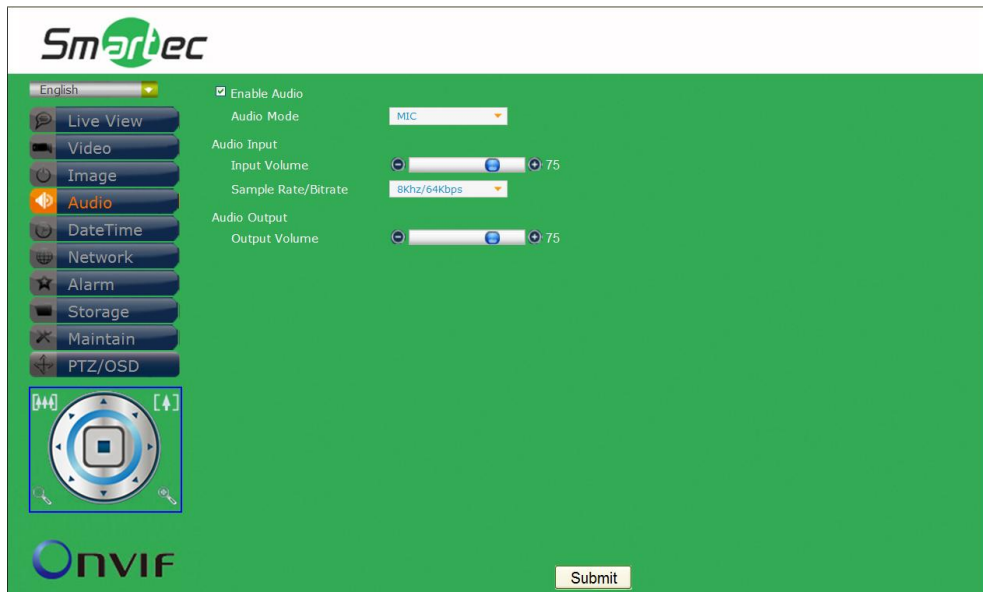 Smartec
English
Live View
Video
Image
Audio
DateTime
Network
Alarm
Storage
Maintain
PTZ/OSD
Enable Audio
Audio Mode MIC
Audio Input
Input Volume 75
Sample Rate/Bitrate 8Khz/64Kbps
Audio Output
Output Volume 75
Onvif
Submit